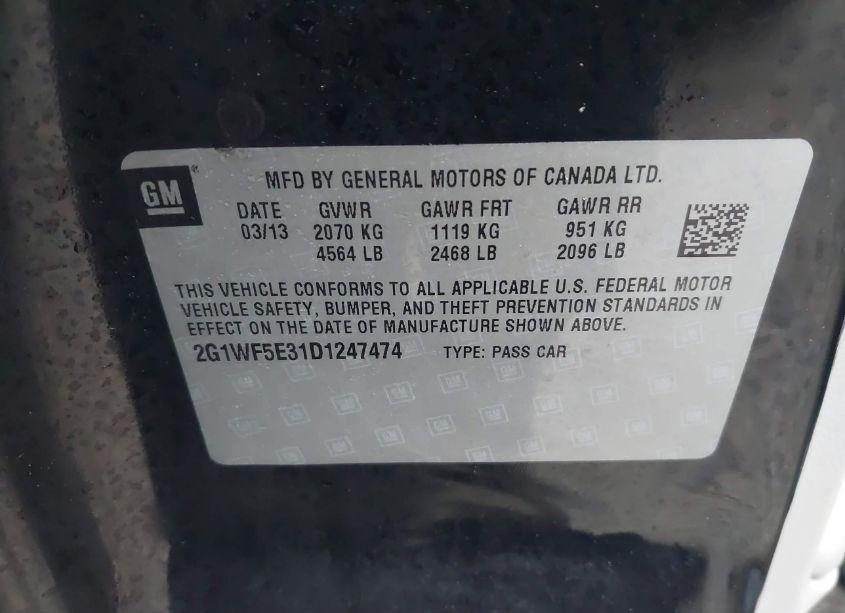 GM
MFD BY GENERAL MOTORS OF CANADA LTD.
DATE GVWR GAWR FRT GAWR RR
03/13 2070 KG 1119 KG 951 KG
4564 LB 2468 LB 2096 LB
THIS VEHICLE CONFORMS TO ALL APPLICABLE U.S. FEDERAL MOTOR
VEHICLE SAFETY, BUMPER, AND THEFT PREVENTION STANDARDS IN
EFFECT ON THE DATE OF MANUFACTURE SHOWN ABOVE.
2G1WF5E31D1247474 TYPE: PASS CAR